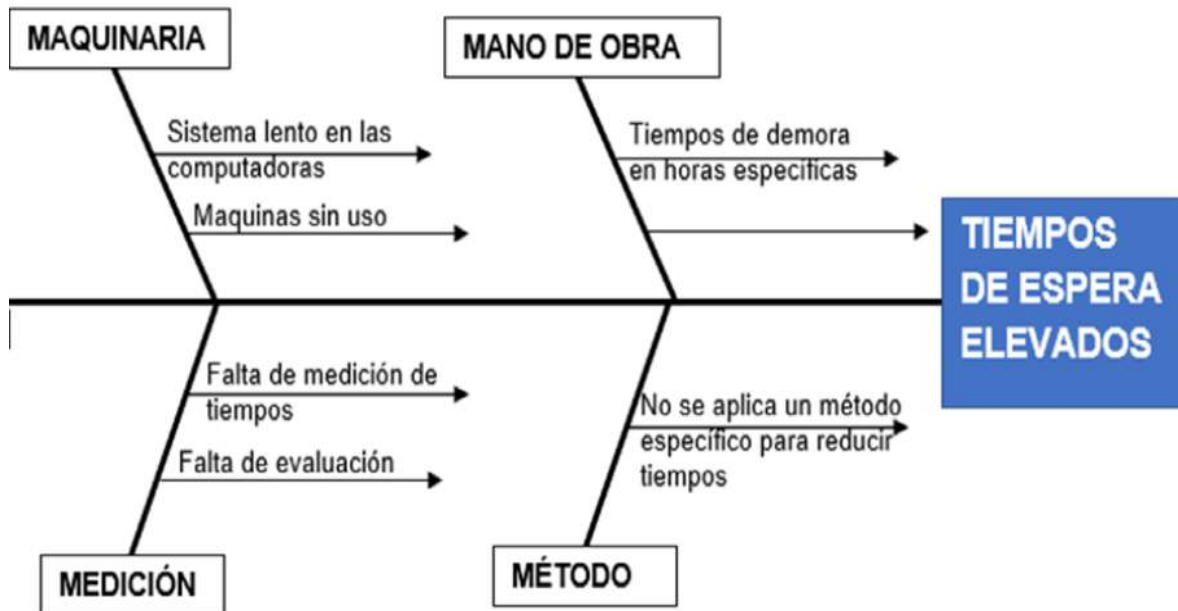 MAQUINARIA
Sistema lento en las
computadoras
Maquinas sin uso
MANO DE OBRA
Tiempos de demora
en horas específicas
TIEMPOS
DE ESPERA
ELEVADOS
Falta de medición de
tiempos
Falta de evaluación
MEDICIÓN
No se aplica un método
específico para reducir
tiempos
MÉTODO